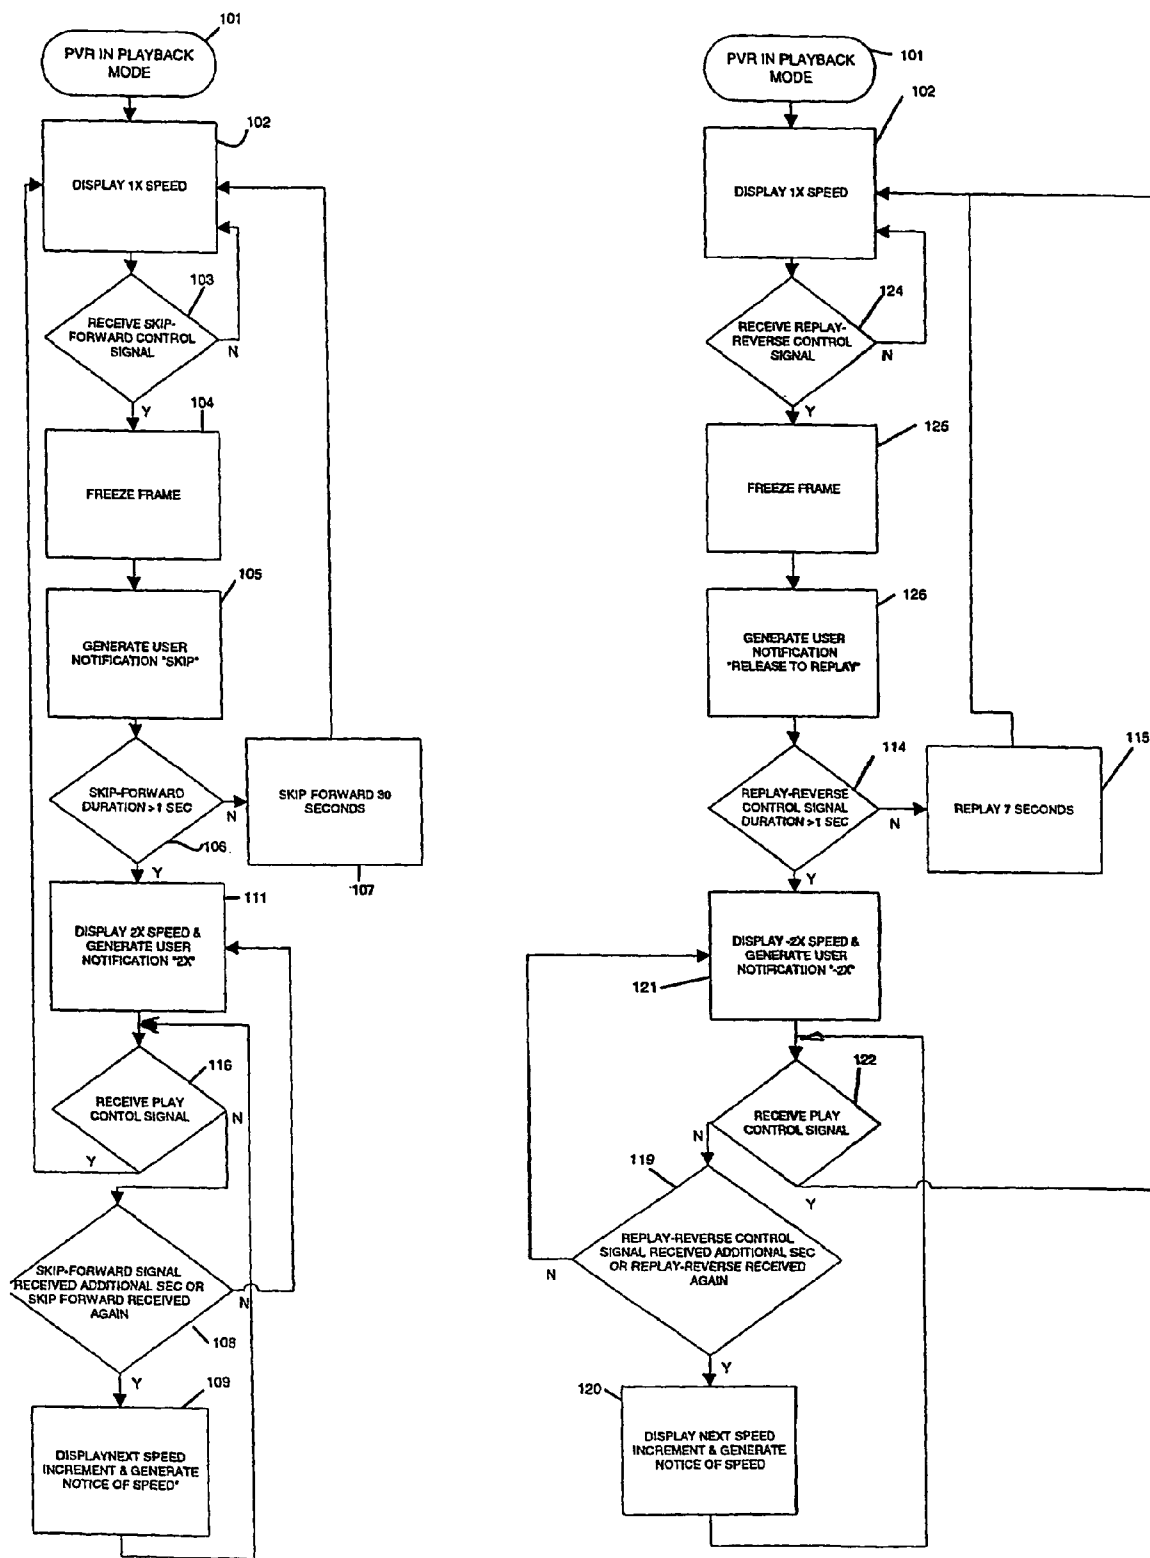 101
PVR IN PLAYBACK
MODE
102
DISPLAY 1X SPEED
103
RECEIVE SKIP-
FORWARD CONTROL
SIGNAL
N
Y
104
FREEZE FRAME
105
GENERATE USER
NOTIFICATION "SKIP"
SKIP-FORWARD
DURATION >1 SEC
N
106
Y
SKIP FORWARD 30
SECONDS
107
111
DISPLAY 2X SPEED &
GENERATE USER
NOTIFICATION "2X"
116
RECEIVE PLAY
CONTOL SIGNAL
N
Y
SKIP-FORWARD SIGNAL
RECEIVED ADDITIONAL SEC OR
SKIP FORWARD RECEIVED
AGAIN
N
108
Y
109
DISPLAYNEXT SPEED
INCREMENT & GENERATE
NOTICE OF SPEED"
PVR IN PLAYBACK
MODE
101
102
DISPLAY 1X SPEED
124
RECEIVE REPLAY-
REVERSE CONTROL
SIGNAL
N
Y
125
FREEZE FRAME
126
GENERATE USER
NOTIFICATION
"RELEASE TO REPLAY"
114
REPLAY-REVERSE
CONTROL SIGNAL
DURATION >1 SEC
N
Y
115
REPLAY 7 SECONDS
DISPLAY -2X SPEED &
GENERATE USER
NOTIFICATIION "-2X"
121
122
RECEIVE PLAY
CONTROL SIGNAL
N
Y
119
REPLAY-REVERSE CONTROL
SIGNAL RECEIVED ADDITIONAL SEC
OR REPLAY-REVERSE RECEIVED
AGAIN
N
Y
120
DISPLAY NEXT SPEED
INCREMENT & GENERATE
NOTICE OF SPEED